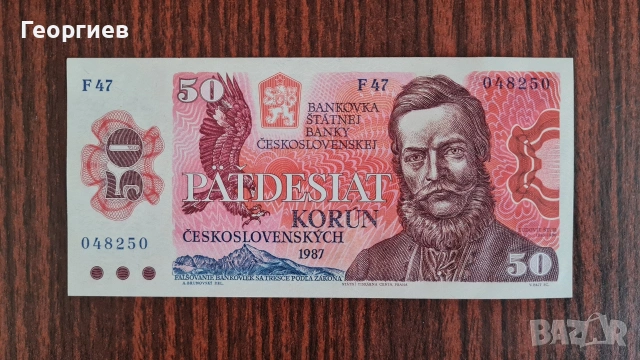 Георгиев
F 47
50
F 47
048250
BANKOVKA
ŠTÁTNEJ
BANKY
ČESKOSLOVENSKEJ
50
PÄŤDESIAT
KORÚN
ČESKOSLOVENSKÝCH
048250
1987
50
FALŠOVANIE BANKOVIEK SA TRESCE PODĽA ZÁKONA
BAZAR